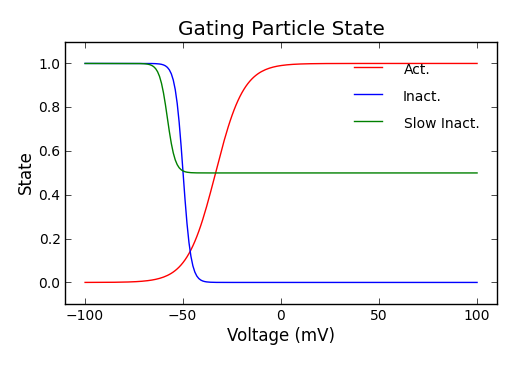 Gating Particle State
1.0
0.8
0.6
0.4
0.2
0.0
State
Act.
Inact.
Slow Inact.
−100
−50
0
50
100
Voltage (mV)